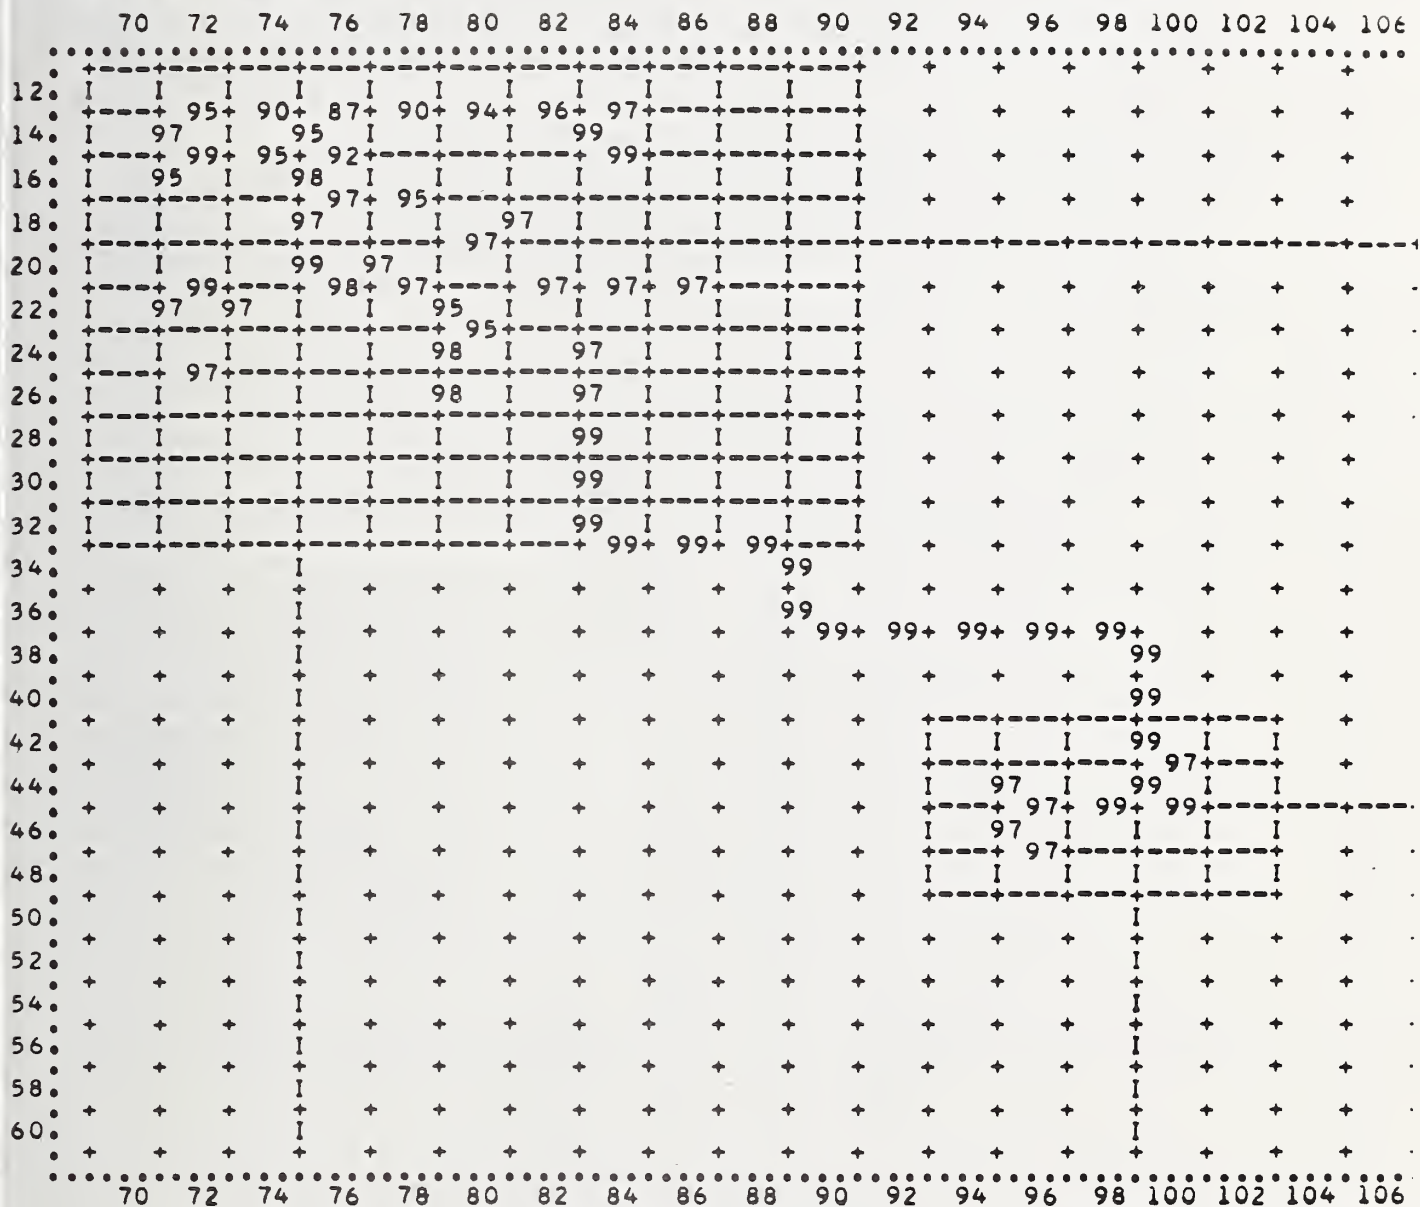 70 72 74 76 78 80 82 84 86 88 90 92 94 96 98 100 102 104 106
+---+---+---+---+---+---+---+---+---+---+---+ + + + + + + +
12. I I I I I I I I I I I I
+---+ 95+ 90+ 87+ 90+ 94+ 96+ 97+---+---+---+ + + + + + + +
14. I 97 I 95 I I I 99 I I I I
+---+ 99+ 95+ 92+---+---+---+ 99+---+---+---+ + + + + + + +
16. I 95 I 98 I I I I I I I I
+---+---+---+ 97+ 95+---+---+---+---+---+---+ + + + + + + +
18. I I I 97 I I 97 I I I I I
+---+---+---+---+---+ 97+---+---+---+---+---+---+---+---+---+---+---+---+---
20. I I I 99 97 I I I I I I I
+---+ 99+---+ 98+ 97+---+ 97+ 97+ 97+---+---+ + + + + + + +
22. I 97 97 I I 95 I I I I I I
+---+---+---+---+---+ 95+---+---+---+---+---+ + + + + + + +
24. I I I I I 98 I 97 I I I I
+---+ 97+---+---+---+---+---+---+---+---+---+ + + + + + + +
26. I I I I I 98 I 97 I I I I
+---+---+---+---+---+---+---+---+---+---+---+ + + + + + + +
28. I I I I I I I 99 I I I I
+---+---+---+---+---+---+---+---+---+---+---+ + + + + + + +
30. I I I I I I I 99 I I I I
+---+---+---+---+---+---+---+---+---+---+---+ + + + + + + +
32. I I I I I I I 99 I I I I
+---+---+---+---+---+---+---+ 99+ 99+ 99+---+ + + + + + + +
34. I 99
+ + + + + + + + + + + + + + + + + + +
36. I 99
+ + + + + + + + + + + 99+ 99+ 99+ 99+ 99+ + + +
38. I 99
+ + + + + + + + + + + + + + + + + + +
40. I 99
+ + + + + + + + + + + + +---+---+---+---+---+ +
42. I I I I 99 I I
+ + + + + + + + + + + + +---+---+---+ 97+---+ +
44. I I 97 I 99 I I
+ + + + + + + + + + + + +---+ 97+ 99+ 99+---+---+---
46. I I 97 I I I I
+ + + + + + + + + + + + +---+ 97+---+---+---+ +
48. I I I I I I I
+ + + + + + + + + + + + +---+---+---+---+---+ +
50. I I
+ + + + + + + + + + + + + + + + + + +
52. I I
+ + + + + + + + + + + + + + + + + + +
54. I I
+ + + + + + + + + + + + + + + + + + +
56. I I
+ + + + + + + + + + + + + + + + + + +
58. I I
+ + + + + + + + + + + + + + + + + + +
60. I I
+ + + + + + + + + + + + + + + + + + +
70 72 74 76 78 80 82 84 86 88 90 92 94 96 98 100 102 104 106